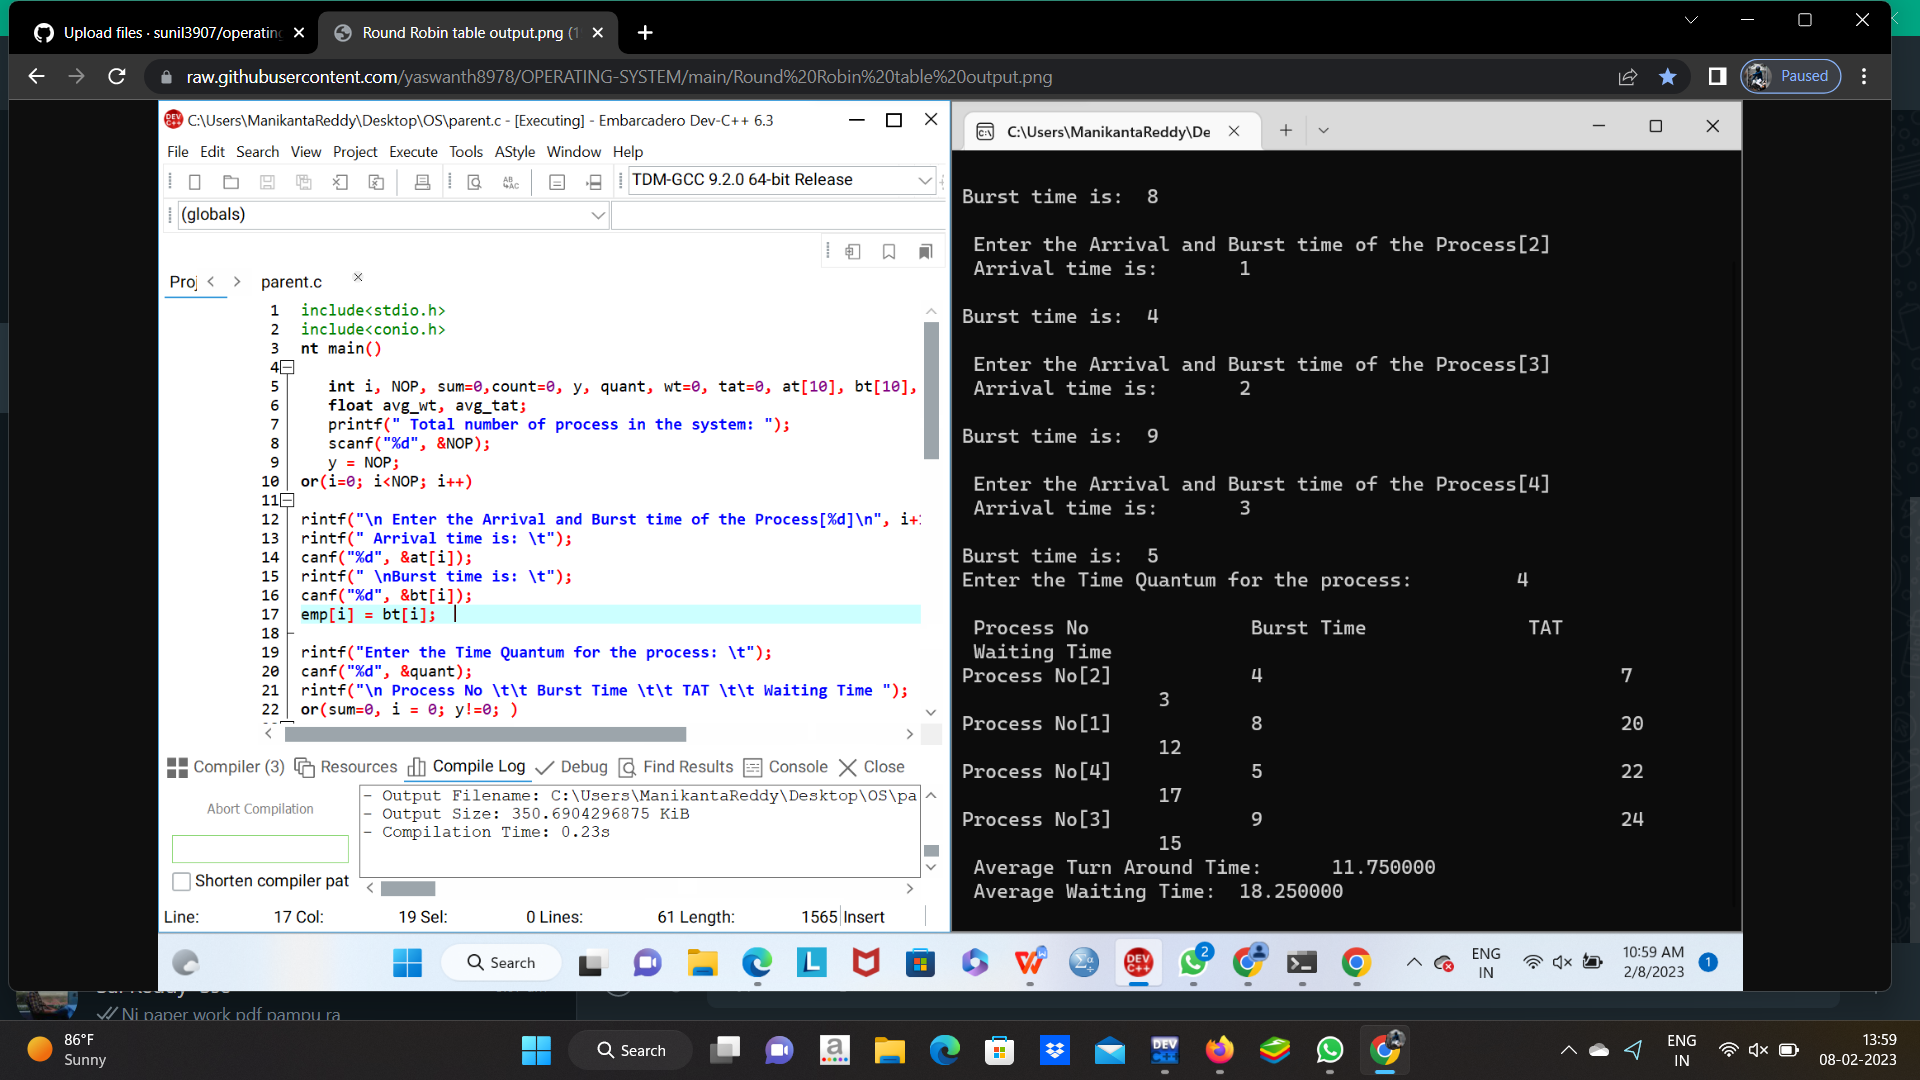 Upload files · sunil3907/operatin
Round Robin table output.png (1
raw.githubusercontent.com/yaswanth8978/OPERATING-SYSTEM/main/Round%20Robin%20table%20output.png
Paused
C:\Users\ManikantaReddy\Desktop\OS\parent.c - [Executing] - Embarcadero Dev-C++ 6.3
File Edit Search View Project Execute Tools AStyle Window Help
TDM-GCC 9.2.0 64-bit Release
(globals)
Proj
parent.c
1 include<stdio.h>
2 include<conio.h>
3 nt main()
4
5 int i, NOP, sum=0,count=0, y, quant, wt=0, tat=0, at[10], bt[10],
6 float avg_wt, avg_tat;
7 printf(" Total number of process in the system: ");
8 scanf("%d", &NOP);
9 y = NOP;
10 or(i=0; i<NOP; i++)
11
12 rintf("\n Enter the Arrival and Burst time of the Process[%d]\n", i+
13 rintf(" Arrival time is: \t");
14 canf("%d", &at[i]);
15 rintf(" \nBurst time is: \t");
16 canf("%d", &bt[i]);
17 emp[i] = bt[i];
18
19 rintf("Enter the Time Quantum for the process: \t");
20 canf("%d", &quant);
21 rintf("\n Process No \t\t Burst Time \t\t TAT \t\t Waiting Time ");
22 or(sum=0, i = 0; y!=0; )
Compiler (3) Resources Compile Log Debug Find Results Console Close
Abort Compilation
Shorten compiler pat
- Output Filename: C:\Users\ManikantaReddy\Desktop\OS\pa
- Output Size: 350.6904296875 KiB
- Compilation Time: 0.23s
Line: 17 Col: 19 Sel: 0 Lines: 61 Length: 1565 Insert
C:\Users\ManikantaReddy\De
Burst time is: 8
Enter the Arrival and Burst time of the Process[2]
Arrival time is: 1
Burst time is: 4
Enter the Arrival and Burst time of the Process[3]
Arrival time is: 2
Burst time is: 9
Enter the Arrival and Burst time of the Process[4]
Arrival time is: 3
Burst time is: 5
Enter the Time Quantum for the process: 4
Process No Burst Time TAT
Waiting Time
Process No[2] 4 7
3
Process No[1] 8 20
12
Process No[4] 5 22
17
Process No[3] 9 24
15
Average Turn Around Time: 11.750000
Average Waiting Time: 18.250000
Search
DEV C++
2
ENG
IN
10:59 AM
2/8/2023
1
Ni paper work pdf pampu ra
86°F
Sunny
Search
DEV
ENG
IN
13:59
08-02-2023